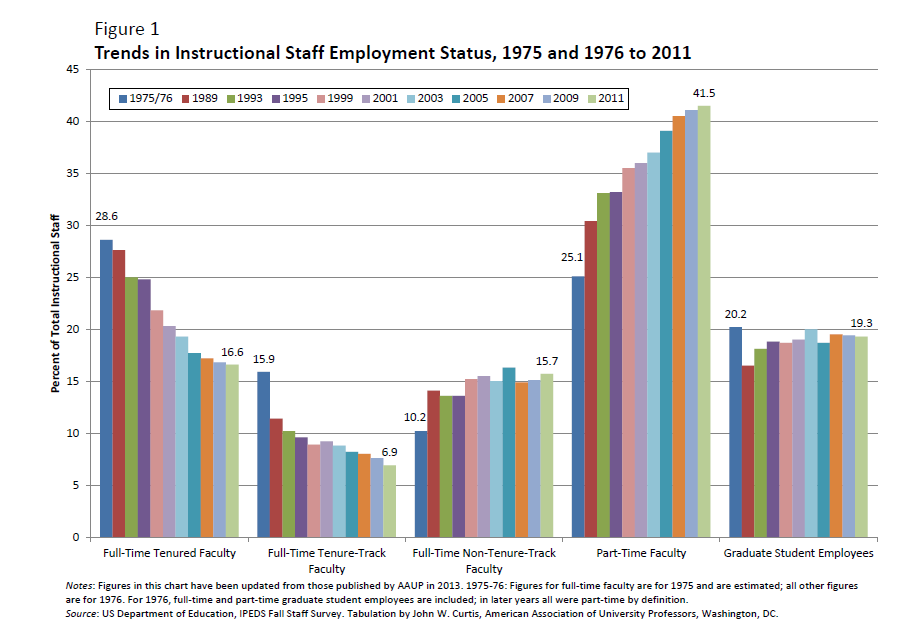 Figure 1
Trends in Instructional Staff Employment Status, 1975 and 1976 to 2011
45
1975/76 1989 1993 1995 1999 2001 2003 2005 2007 2009 2011
41.5
40
35
30
28.6
25.1
25
20.2
20
19.3
16.6
15.9
15.7
15
10.2
10
6.9
5
0
Percent of Total Instructional Staff
Full-Time Tenured Faculty
Full-Time Tenure-Track
Faculty
Full-Time Non-Tenure-Track
Faculty
Part-Time Faculty
Graduate Student Employees
Notes: Figures in this chart have been updated from those published by AAUP in 2013. 1975-76: Figures for full-time faculty are for 1975 and are estimated; all other figures
are for 1976. For 1976, full-time and part-time graduate student employees are included; in later years all were part-time by definition.
Source: US Department of Education, IPEDS Fall Staff Survey. Tabulation by John W. Curtis, American Association of University Professors, Washington, DC.